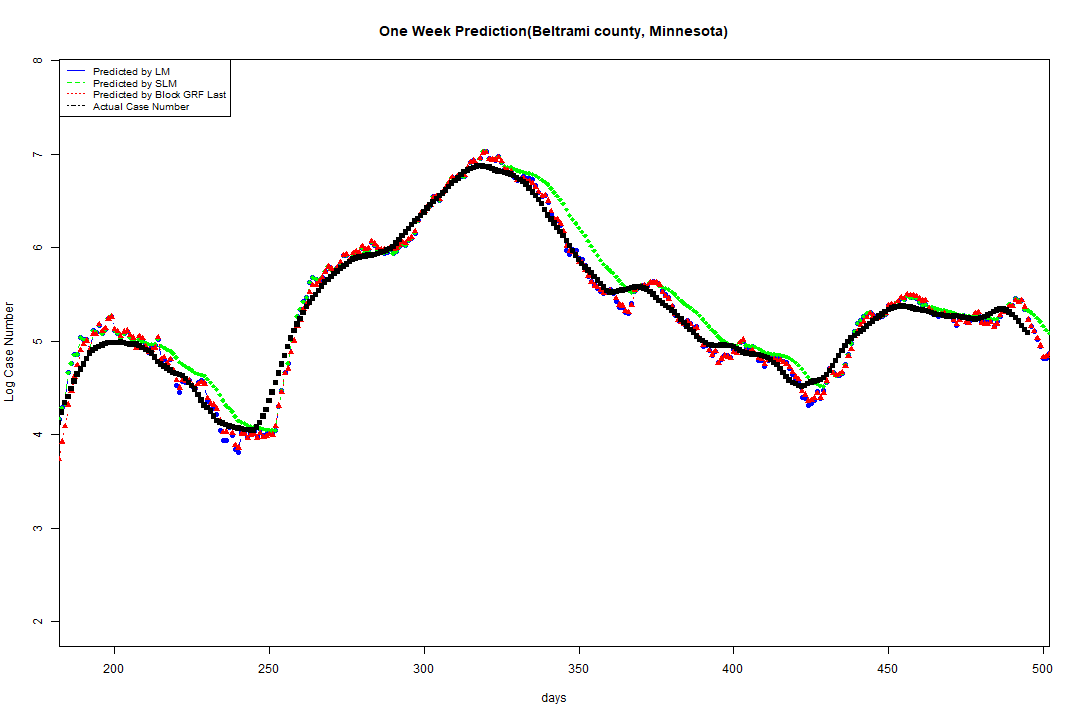 One Week Prediction(Beltrami county, Minnesota)
Predicted by LM
Predicted by SLM
Predicted by Block GRF Last
Actual Case Number
8
7
6
5
4
3
2
Log Case Number
200 250 300 350 400 450 500
days